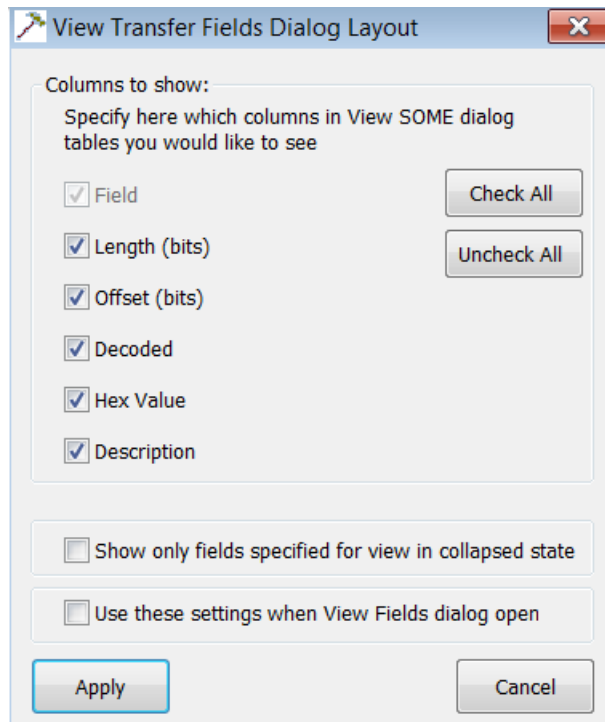 View Transfer Fields Dialog Layout
Columns to show:
Specify here which columns in View SOME dialog
tables you would like to see
Field
Check All
Length (bits)
Uncheck All
Offset (bits)
Decoded
Hex Value
Description
Show only fields specified for view in collapsed state
Use these settings when View Fields dialog open
Apply
Cancel